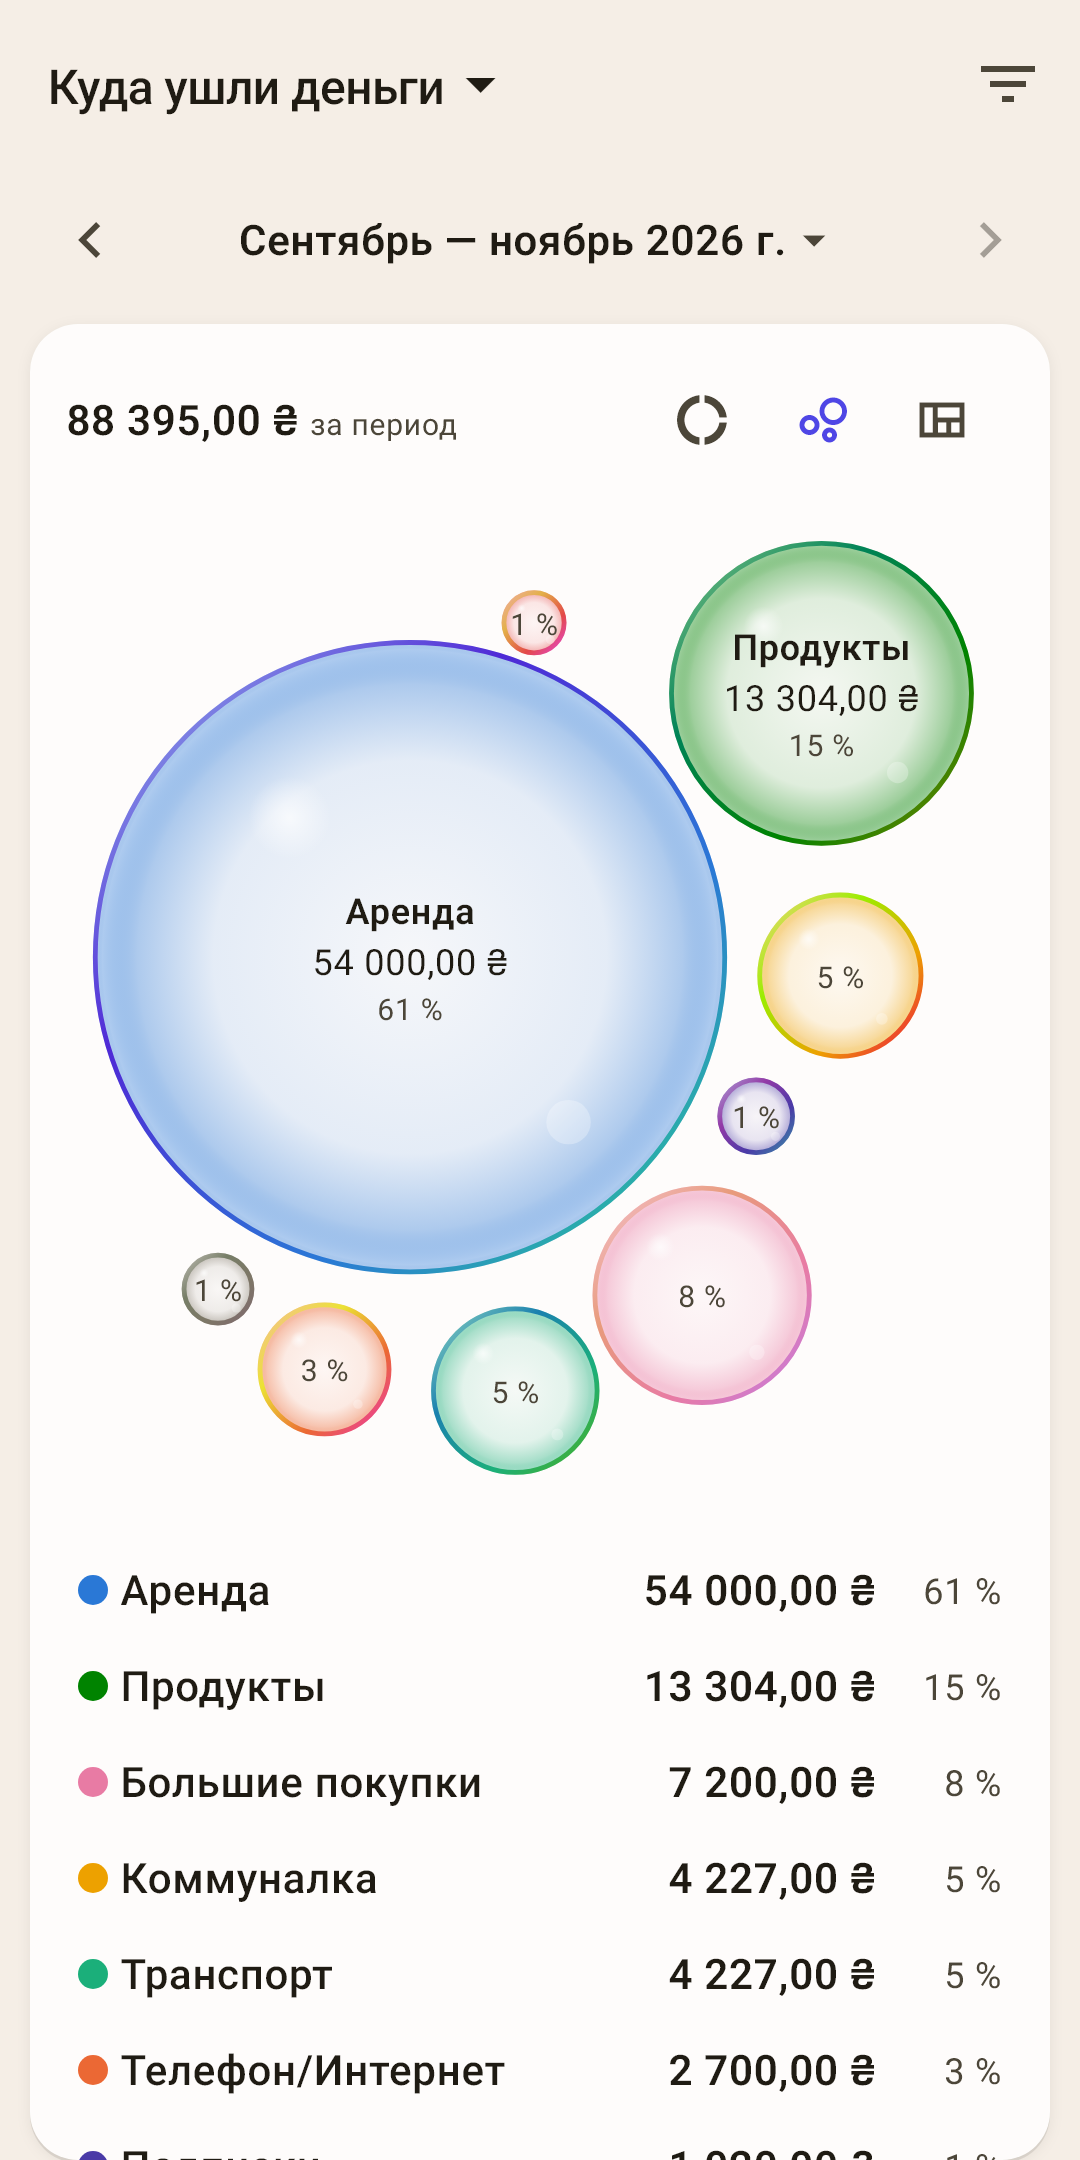 Куда ушли деньги
Сентябрь — ноябрь 2026 г.
88 395,00 ₴ за период
1 %
Продукты
13 304,00 ₴
15 %
Аренда
54 000,00 ₴
61 %
5 %
1 %
8 %
1 %
3 %
5 %
Аренда 54 000,00 ₴ 61 %
Продукты 13 304,00 ₴ 15 %
Большие покупки 7 200,00 ₴ 8 %
Коммуналка 4 227,00 ₴ 5 %
Транспорт 4 227,00 ₴ 5 %
Телефон/Интернет 2 700,00 ₴ 3 %